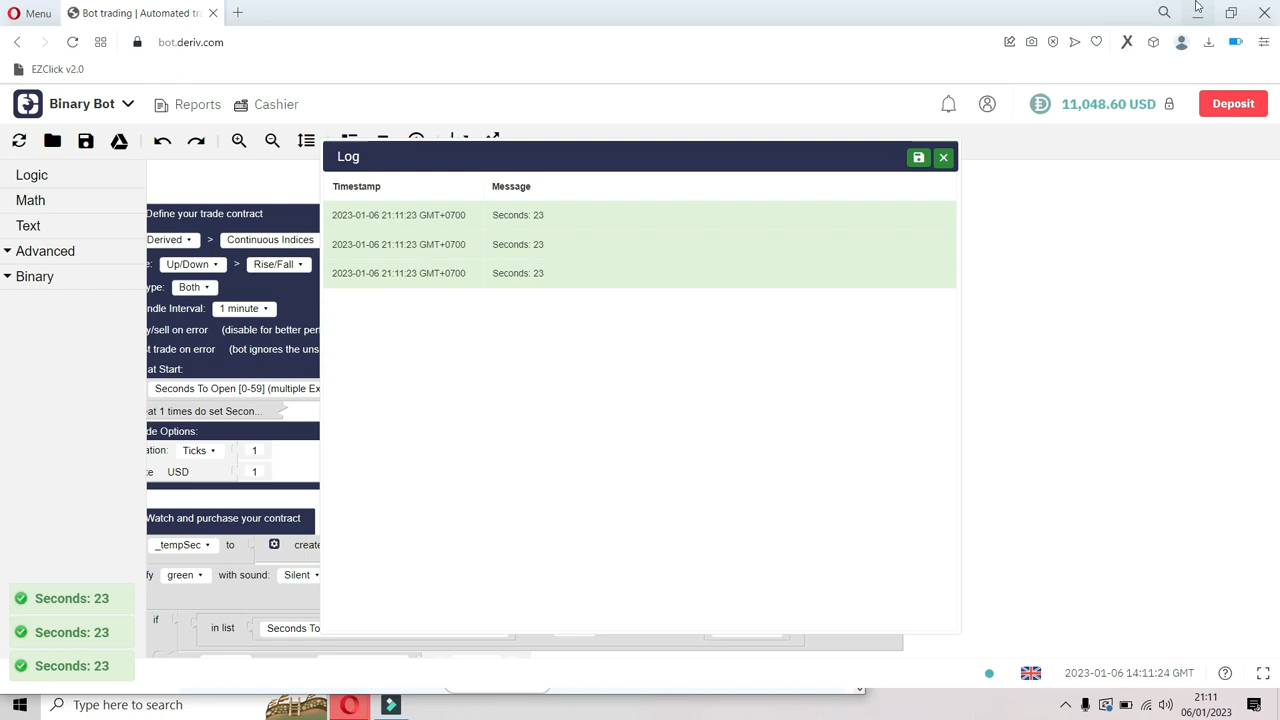 Menu
Bot trading | Automated tr
bot.deriv.com
EZClick v2.0
Binary Bot
Reports
Cashier
11,048.60 USD
Deposit
Logic
Math
Text
Advanced
Binary
Define your trade contract
Derived > Continuous Indices
e: Up/Down > Rise/Fall
ype: Both
ndle Interval: 1 minute
y/sell on error (disable for better per
t trade on error (bot ignores the uns
at Start:
Seconds To Open [0-59] (multiple Ex
eat 1 times do set Secon...
de Options:
ation: Ticks 1
te USD 1
Watch and purchase your contract
_tempSec to create
fy green with sound: Silent
if in list Seconds To
Log
Timestamp Message
2023-01-06 21:11:23 GMT+0700 Seconds: 23
2023-01-06 21:11:23 GMT+0700 Seconds: 23
2023-01-06 21:11:23 GMT+0700 Seconds: 23
Seconds: 23
Seconds: 23
Seconds: 23
2023-01-06 14:11:24 GMT
Type here to search
21:11
06/01/2023